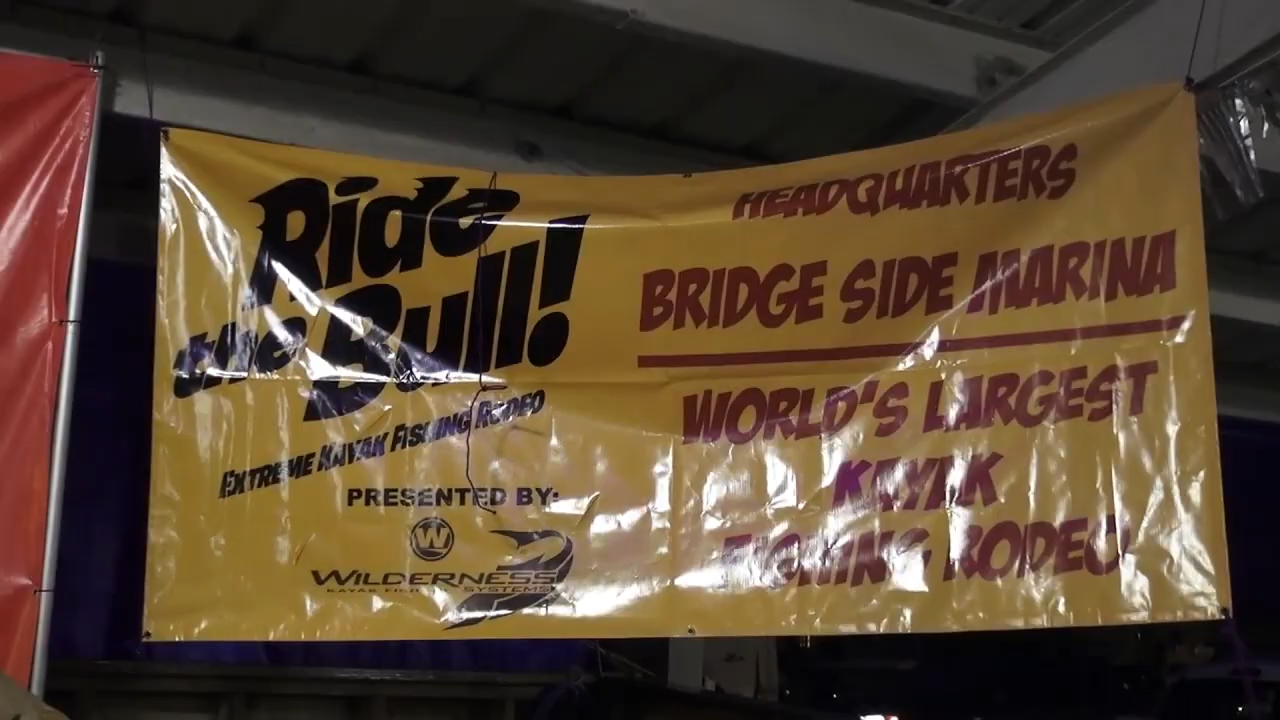 Ride
the Bull!
EXTREME KAYAK FISHING RODEO
PRESENTED BY:
W
WILDERNESS
KAYAK SYSTEMS
HEADQUARTERS
BRIDGE SIDE MARINA
WORLD'S LARGEST
KAYAK
FISHING RODEO